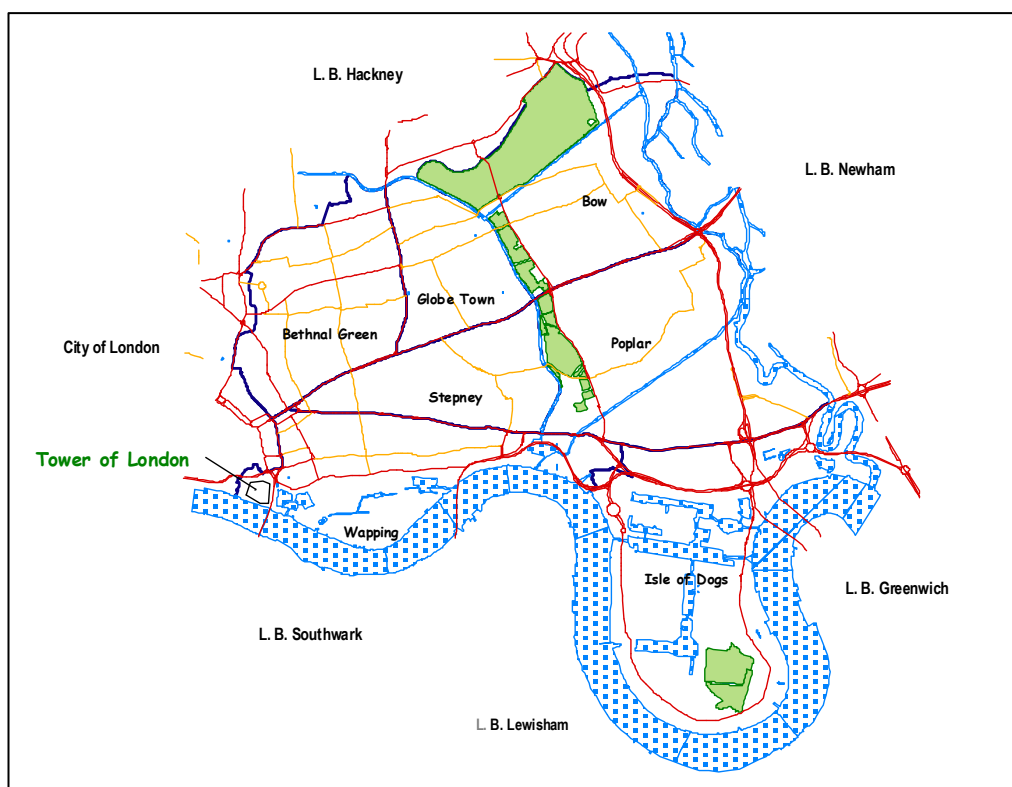 L. B. Hackney
L. B. Newham
Bow
Globe Town
Bethnal Green
Poplar
City of London
Stepney
Tower of London
Wapping
Isle of Dogs
L. B. Greenwich
L. B. Southwark
L. B. Lewisham